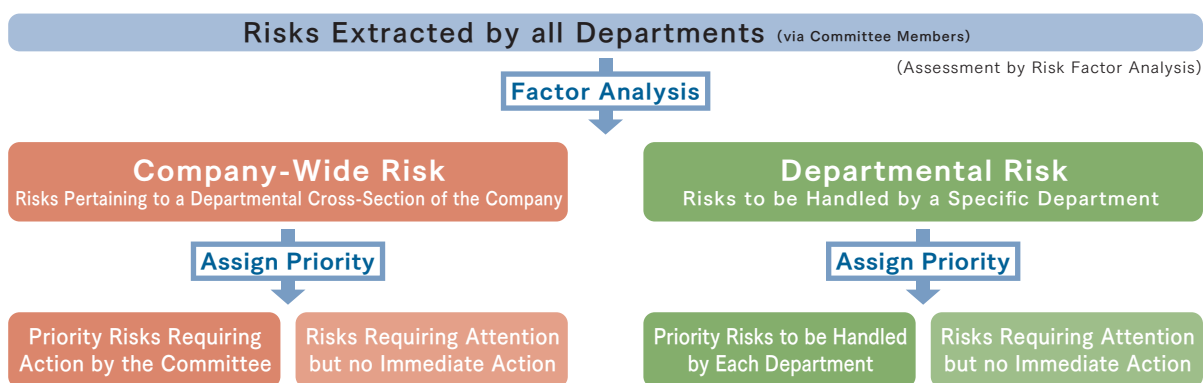 Risks Extracted by all Departments (via Committee Members)
(Assessment by Risk Factor Analysis)
Factor Analysis
Company-Wide Risk
Risks Pertaining to a Departmental Cross-Section of the Company
Departmental Risk
Risks to be Handled by a Specific Department
Assign Priority
Assign Priority
Priority Risks Requiring
Action by the Committee
Risks Requiring Attention
but no Immediate Action
Priority Risks to be Handled
by Each Department
Risks Requiring Attention
but no Immediate Action